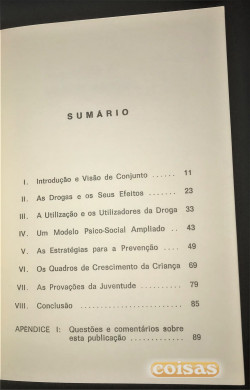 SUMÁRIO
I. Introdução e Visão de Conjunto ...... 11
II. As Drogas e os Seus Efeitos ....... 23
III. A Utilização e os Utilizadores da Droga 33
IV. Um Modelo Psico-Social Ampliado .. 43
V. As Estratégias para a Prevenção .... 49
VI. Os Quadros de Crescimento da Criança 69
VII. As Provações da Juventude ........ 79
VIII. Conclusão .................... 85
APENDICE I: Questões e comentários sobre
esta publicação ............. 89
coisas